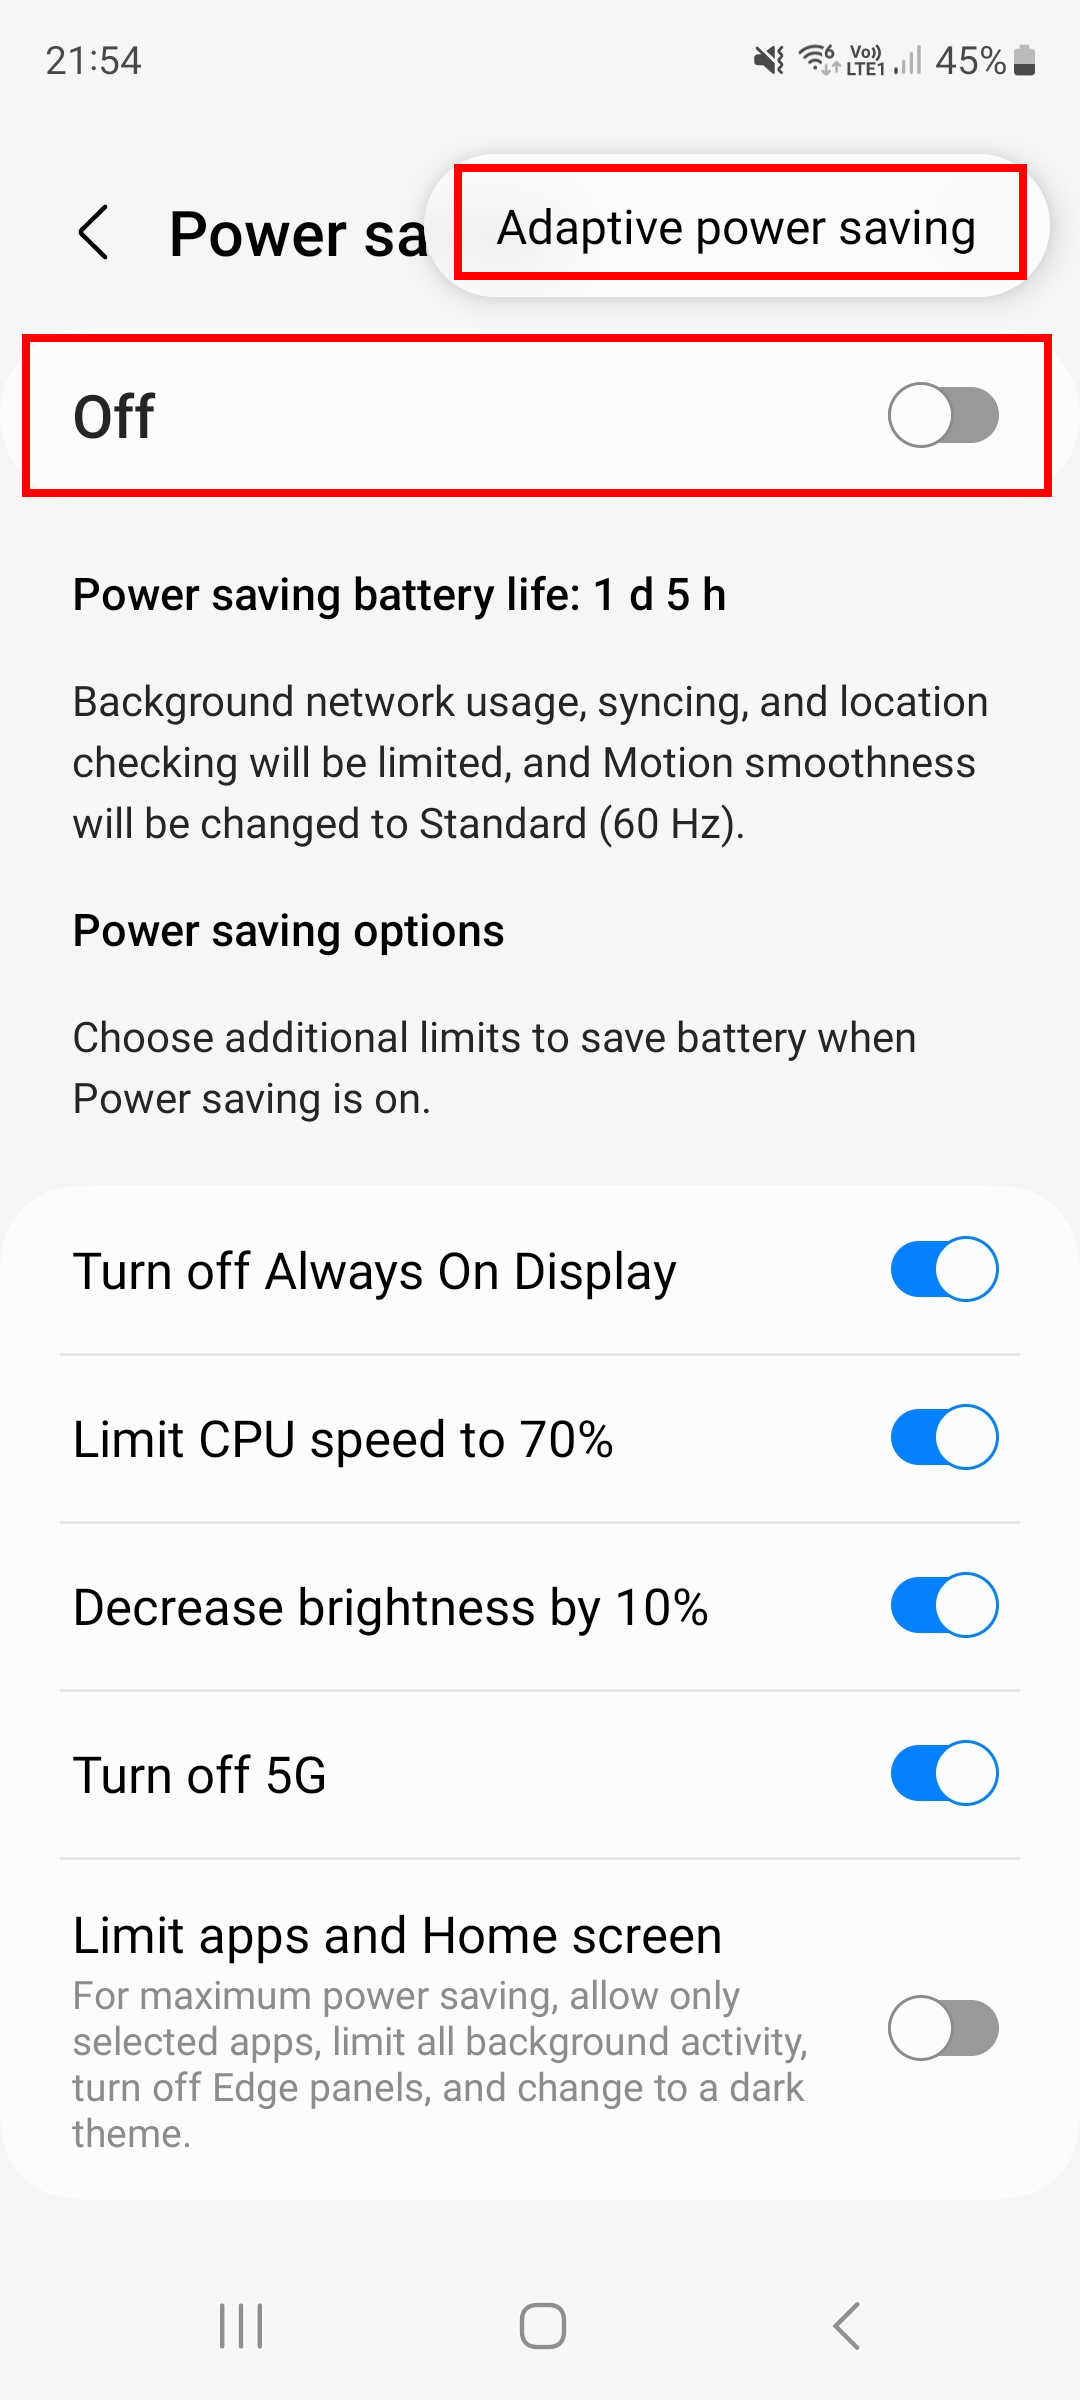 21:54
6 Vo)) LTE1 45%
Power sa
Adaptive power saving
Off
Power saving battery life: 1 d 5 h
Background network usage, syncing, and location
checking will be limited, and Motion smoothness
will be changed to Standard (60 Hz).
Power saving options
Choose additional limits to save battery when
Power saving is on.
Turn off Always On Display
Limit CPU speed to 70%
Decrease brightness by 10%
Turn off 5G
Limit apps and Home screen
For maximum power saving, allow only
selected apps, limit all background activity,
turn off Edge panels, and change to a dark
theme.